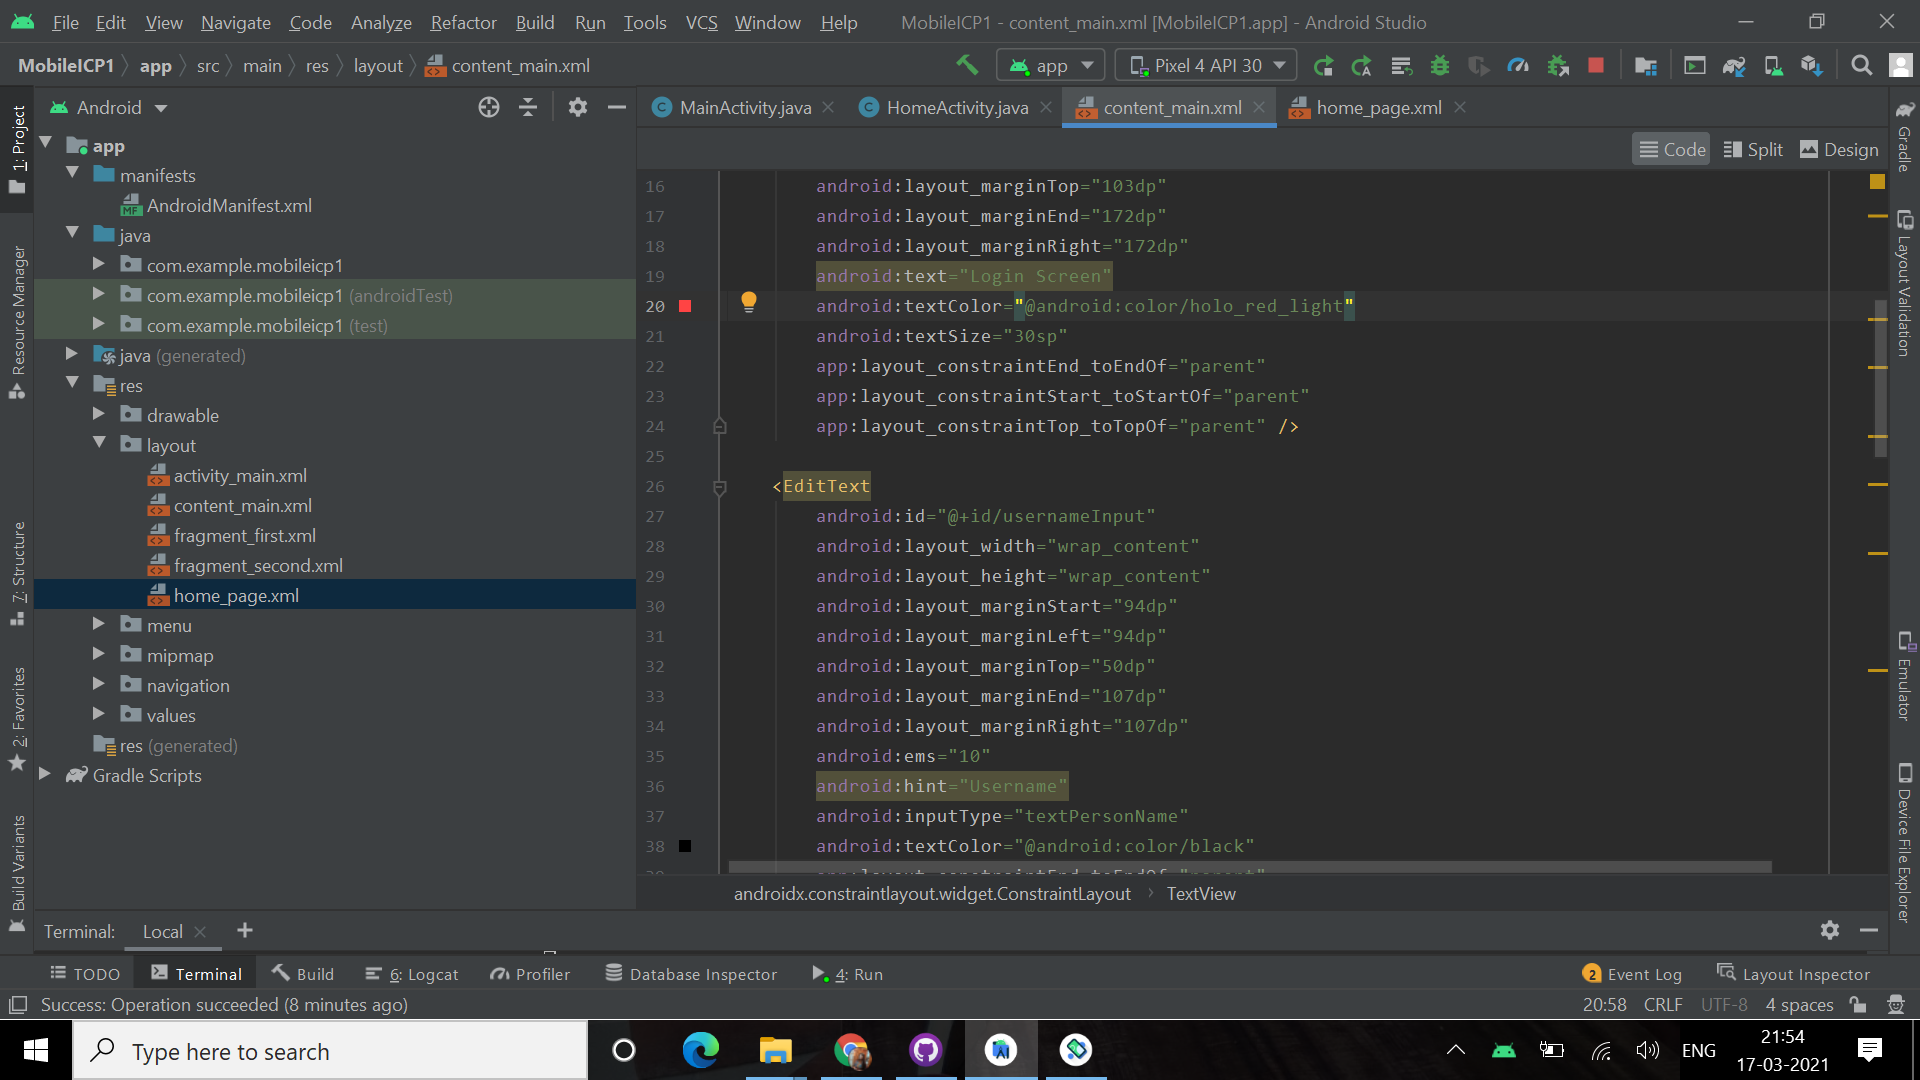 File Edit View Navigate Code Analyze Refactor Build Run Tools VCS Window Help MobileICP1 - content_main.xml [MobileICP1.app] - Android Studio
MobileICP1 app src main res layout content_main.xml app Pixel 4 API 30
Android
MainActivity.java HomeActivity.java content_main.xml home_page.xml
Code Split Design
1: Project
Resource Manager
7: Structure
2: Favorites
Build Variants
app
manifests
MF AndroidManifest.xml
java
com.example.mobileicp1
com.example.mobileicp1 (androidTest)
com.example.mobileicp1 (test)
java (generated)
res
drawable
layout
activity_main.xml
content_main.xml
fragment_first.xml
fragment_second.xml
home_page.xml
menu
mipmap
navigation
values
res (generated)
Gradle Scripts
16 android:layout_marginTop="103dp"
17 android:layout_marginEnd="172dp"
18 android:layout_marginRight="172dp"
19 android:text="Login Screen"
20 android:textColor="@android:color/holo_red_light"
21 android:textSize="30sp"
22 app:layout_constraintEnd_toEndOf="parent"
23 app:layout_constraintStart_toStartOf="parent"
24 app:layout_constraintTop_toTopOf="parent" />
25
26 <EditText
27 android:id="@+id/usernameInput"
28 android:layout_width="wrap_content"
29 android:layout_height="wrap_content"
30 android:layout_marginStart="94dp"
31 android:layout_marginLeft="94dp"
32 android:layout_marginTop="50dp"
33 android:layout_marginEnd="107dp"
34 android:layout_marginRight="107dp"
35 android:ems="10"
36 android:hint="Username"
37 android:inputType="textPersonName"
38 android:textColor="@android:color/black"
androidx.constraintlayout.widget.ConstraintLayout TextView
Gradle
Layout Validation
Emulator
Device File Explorer
Terminal: Local
TODO Terminal Build 6: Logcat Profiler Database Inspector 4: Run 2 Event Log Layout Inspector
Success: Operation succeeded (8 minutes ago) 20:58 CRLF UTF-8 4 spaces
Type here to search ENG 21:54
17-03-2021